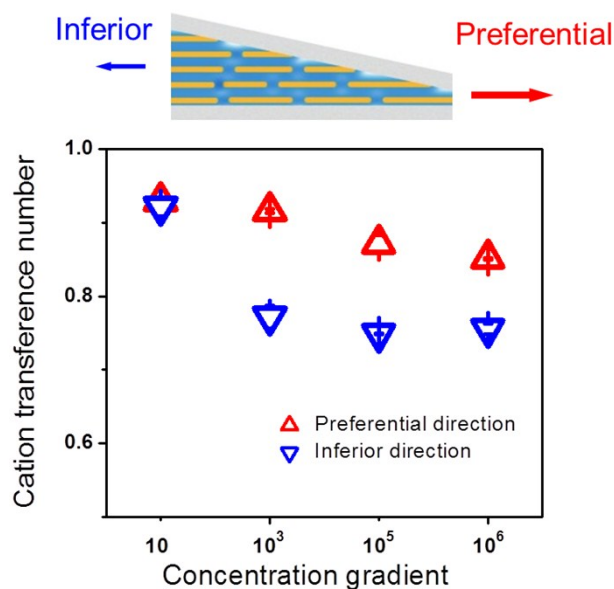 Inferior
Preferential
Cation transference number
1.0
0.8
0.6
Preferential direction
Inferior direction
10 10³ 10⁵ 10⁶
Concentration gradient